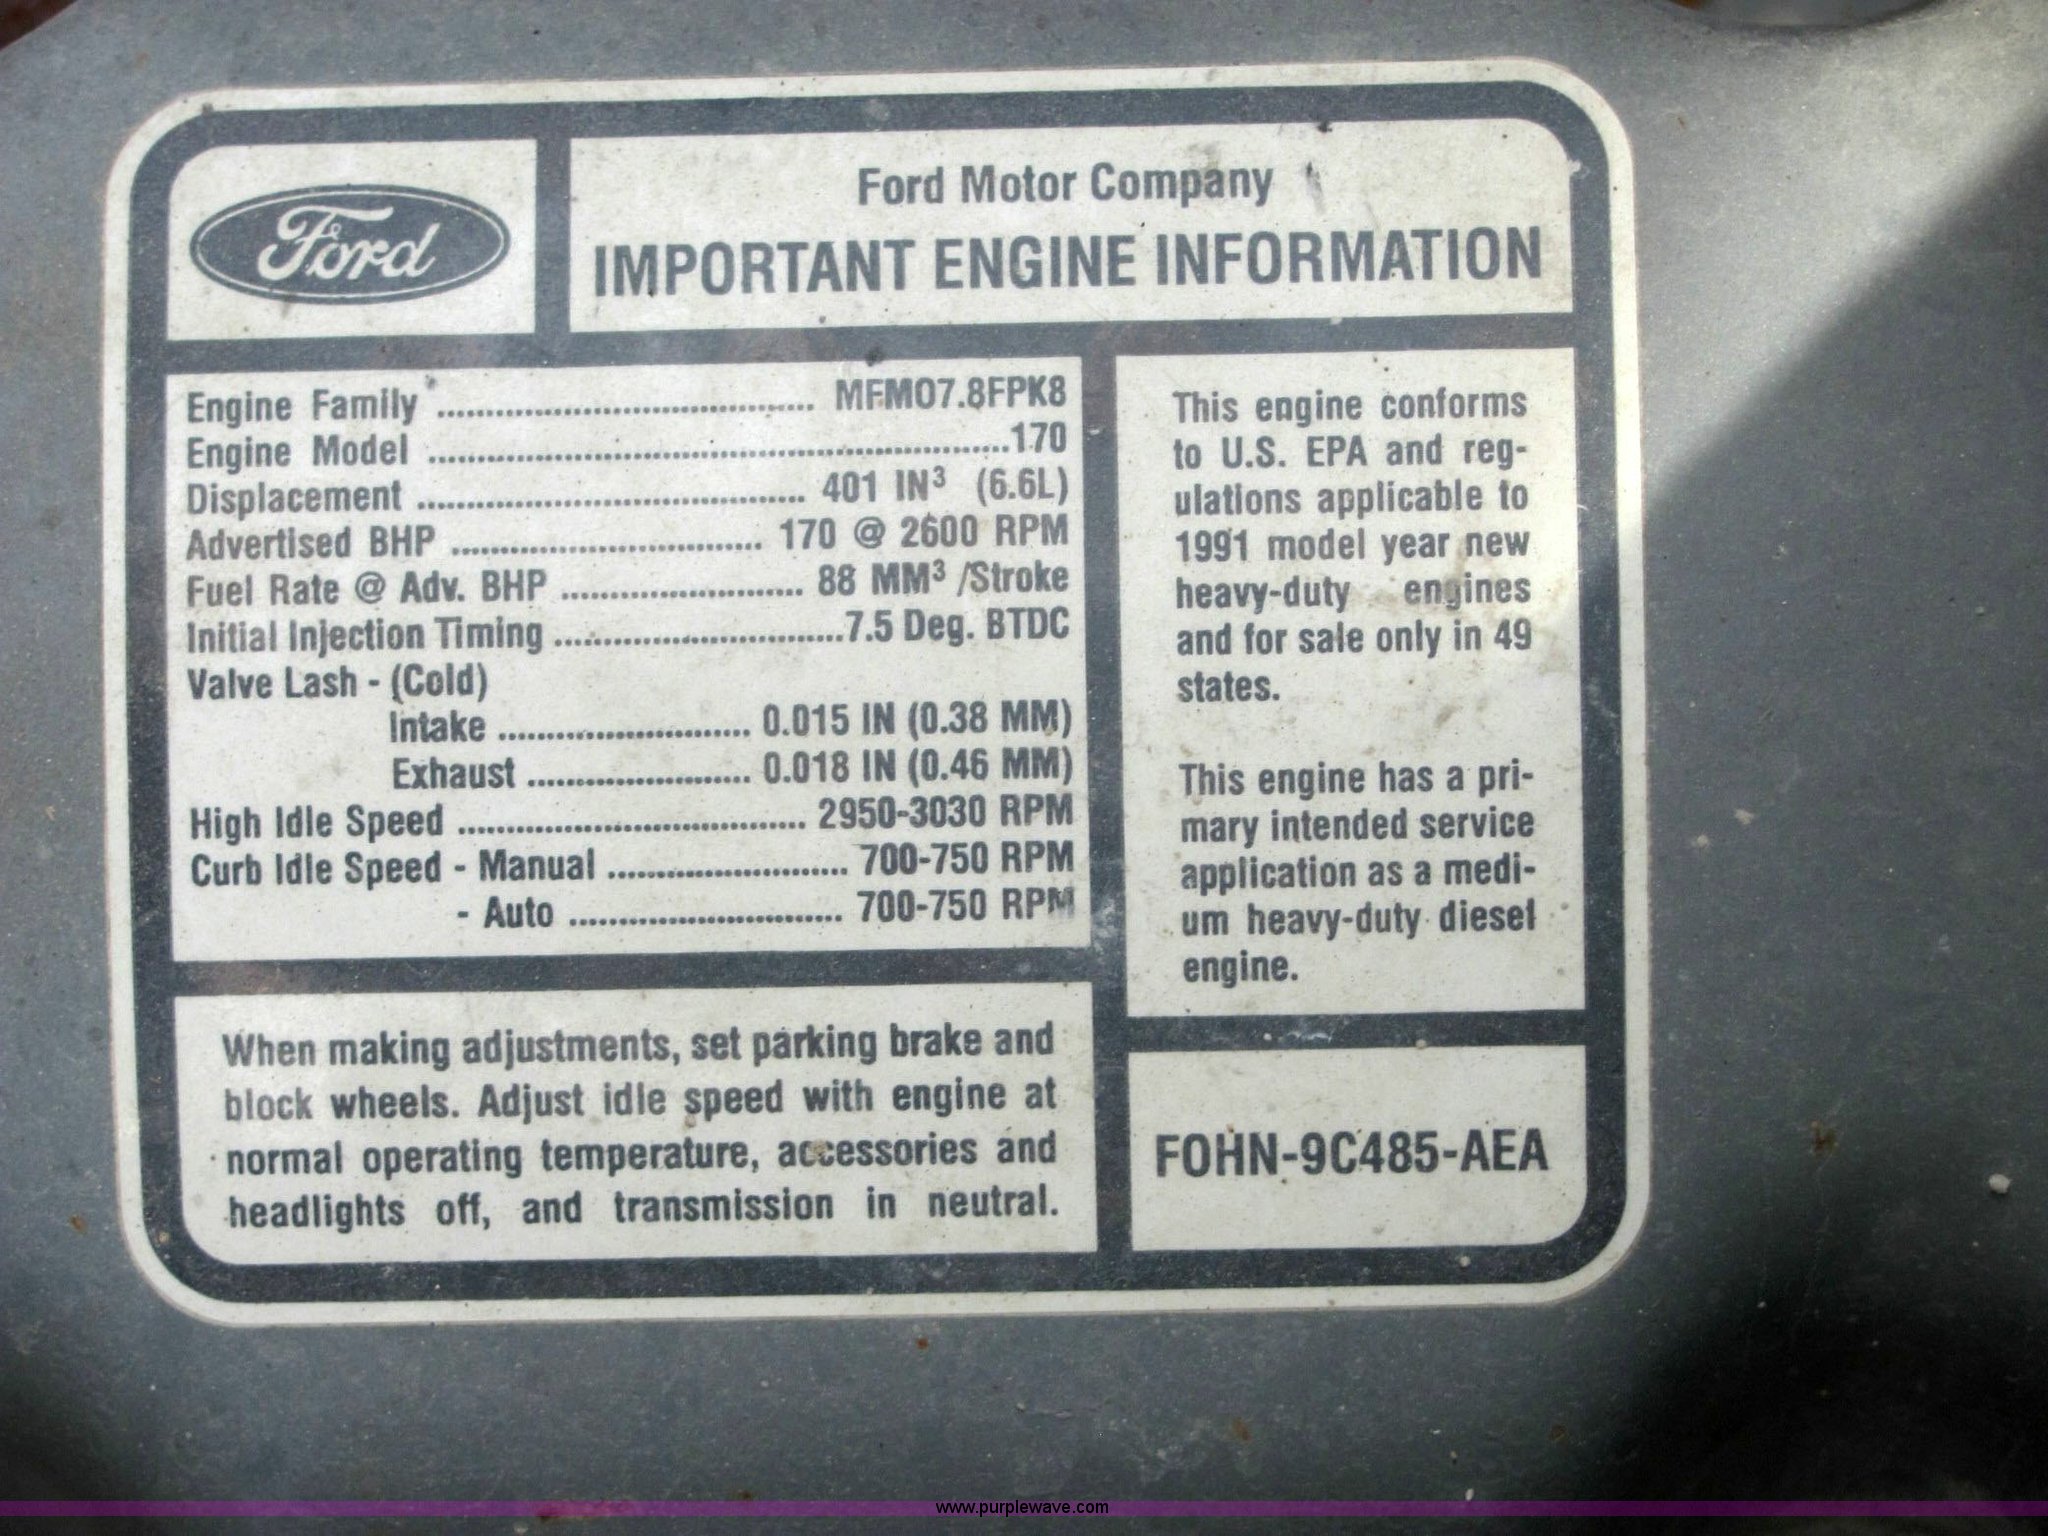 Ford
Ford Motor Company
IMPORTANT ENGINE INFORMATION
Engine Family ....................................... MFM07.8FPK8
Engine Model ............................................................170
Displacement ........................................ 401 IN³ (6.6L)
Advertised BHP ................................ 170 @ 2600 RPM
Fuel Rate @ Adv. BHP ......................... 88 MM³ /Stroke
Initial Injection Timing ..............................7.5 Deg. BTDC
Valve Lash - (Cold)
Intake .......................... 0.015 IN (0.38 MM)
Exhaust ....................... 0.018 IN (0.46 MM)
High Idle Speed .................................... 2950-3030 RPM
Curb Idle Speed - Manual ......................... 700-750 RPM
- Auto ............................ 700-750 RPM
This engine conforms
to U.S. EPA and reg-
ulations applicable to
1991 model year new
heavy-duty engines
and for sale only in 49
states.
This engine has a pri-
mary intended service
application as a medi-
um heavy-duty diesel
engine.
When making adjustments, set parking brake and
block wheels. Adjust idle speed with engine at
normal operating temperature, accessories and
headlights off, and transmission in neutral.
F0HN-9C485-AEA
www.purplewave.com